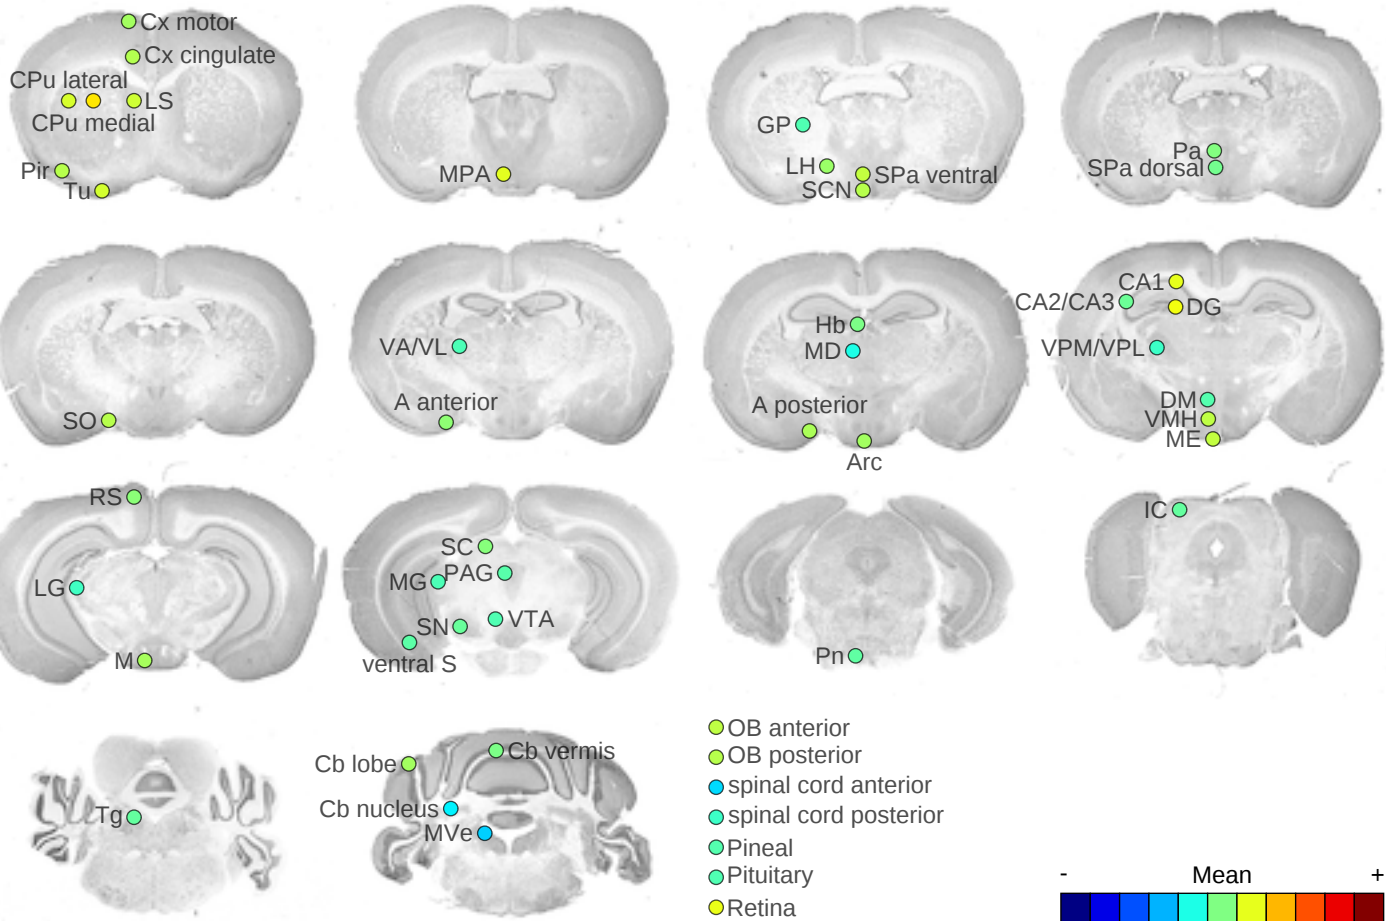 Cx motor
Cx cingulate
CPu lateral
LS
CPu medial
Pir
Tu
MPA
GP
LH
SPa ventral
SCN
Pa
SPa dorsal
SO
VA/VL
A anterior
Hb
MD
A posterior
Arc
CA1
CA2/CA3
DG
VPM/VPL
DM
VMH
ME
RS
LG
M
SC
MG
PAG
SN
VTA
ventral S
Pn
IC
Tg
Cb lobe
Cb vermis
Cb nucleus
MVe
OB anterior
OB posterior
spinal cord anterior
spinal cord posterior
Pineal
Pituitary
Retina
- Mean +